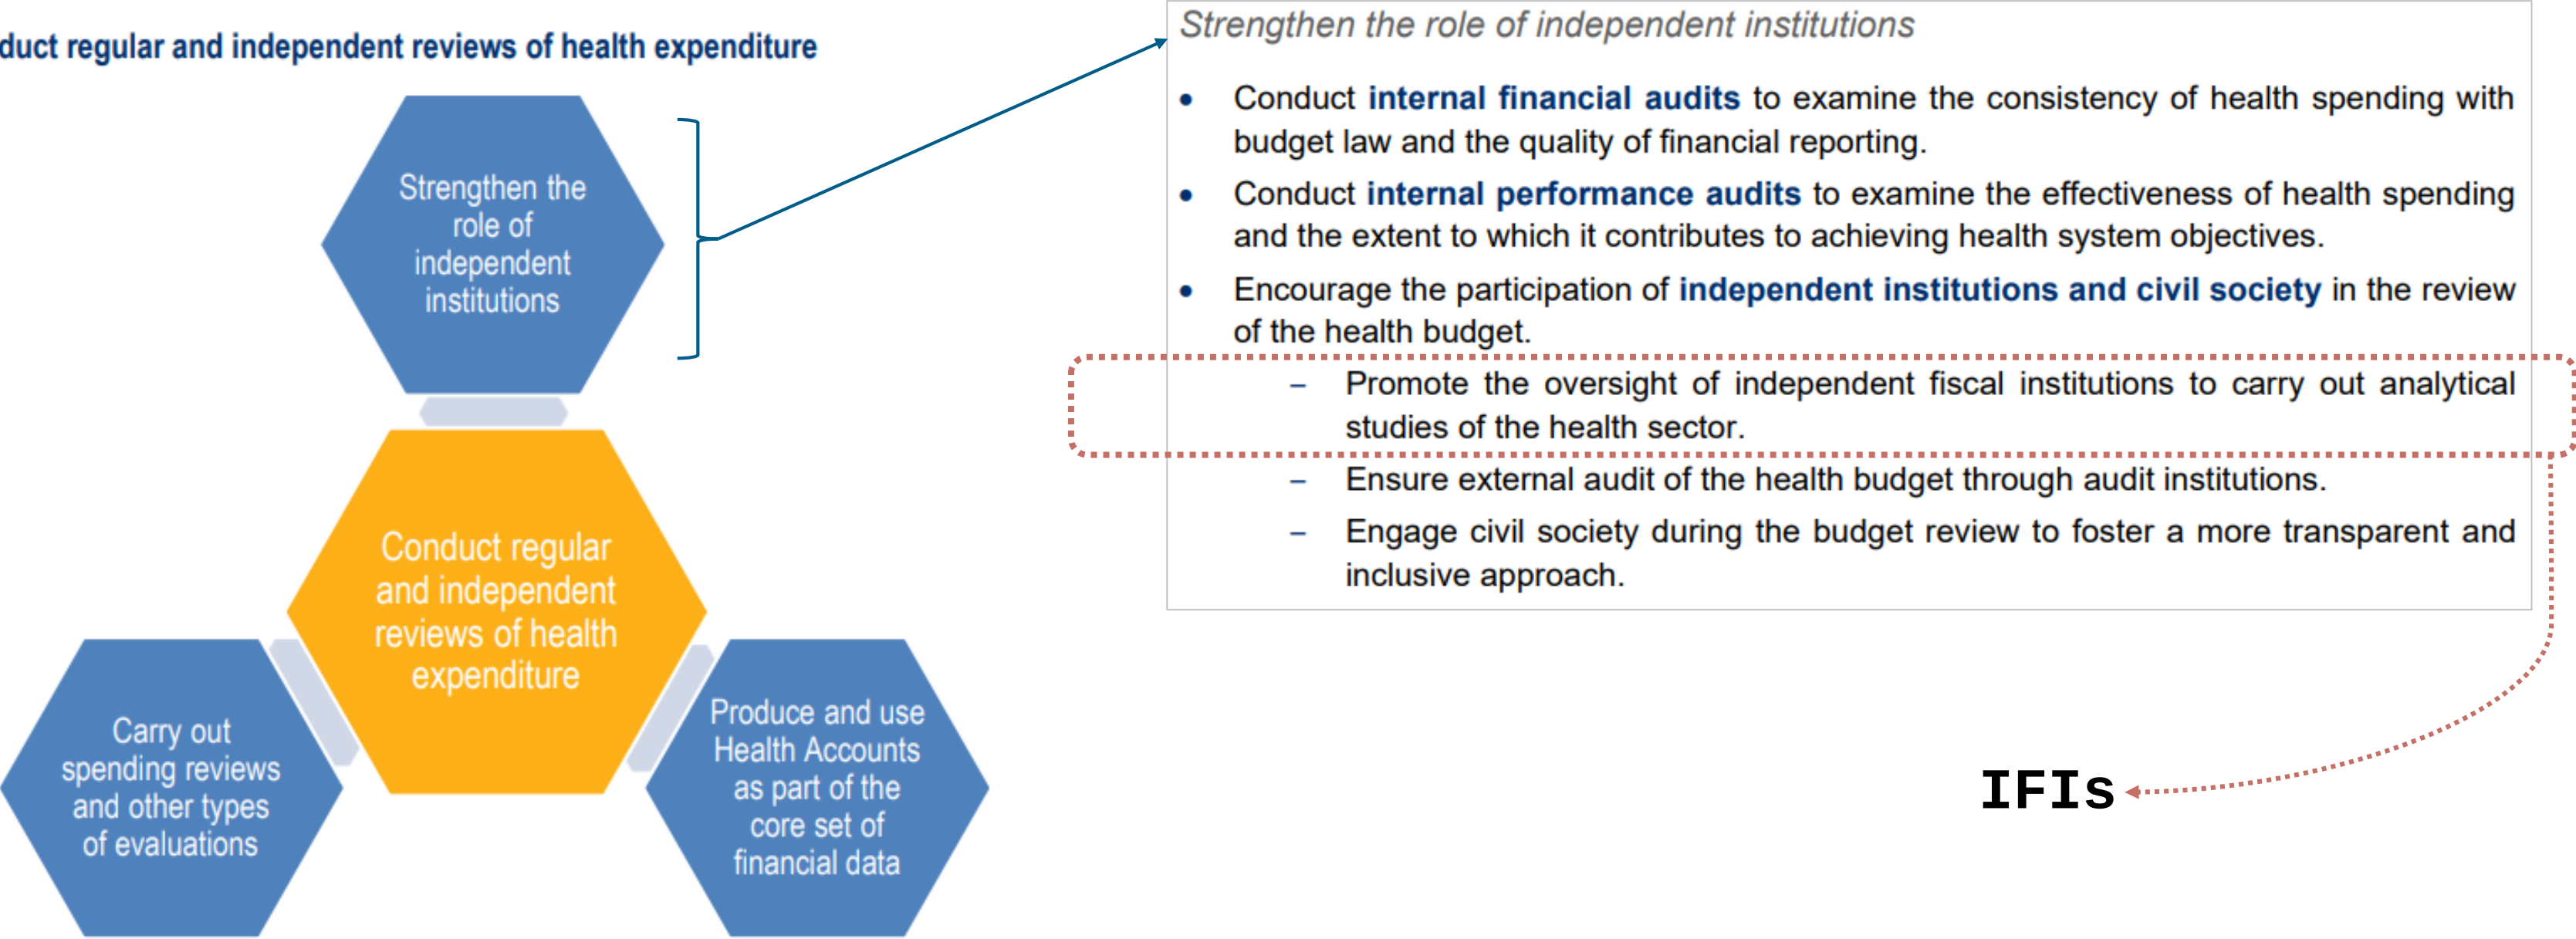 duct regular and independent reviews of health expenditure
Strengthen the
role of
independent
institutions
Conduct regular
and independent
reviews of health
expenditure
Carry out
spending reviews
and other types
of evaluations
Produce and use
Health Accounts
as part of the
core set of
financial data
Strengthen the role of independent institutions
• Conduct internal financial audits to examine the consistency of health spending with
budget law and the quality of financial reporting.
• Conduct internal performance audits to examine the effectiveness of health spending
and the extent to which it contributes to achieving health system objectives.
• Encourage the participation of independent institutions and civil society in the review
of the health budget.
– Promote the oversight of independent fiscal institutions to carry out analytical
studies of the health sector.
– Ensure external audit of the health budget through audit institutions.
– Engage civil society during the budget review to foster a more transparent and
inclusive approach.
IFIs